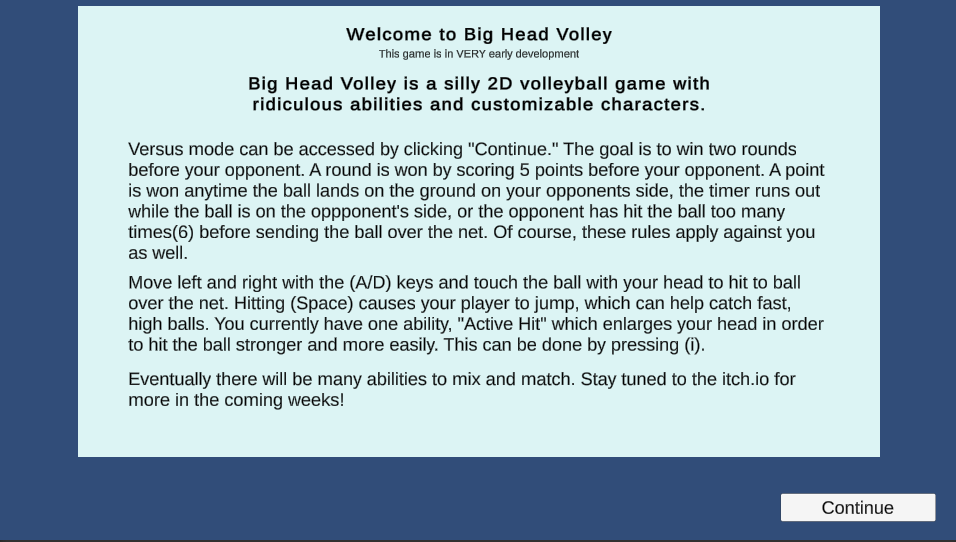 Welcome to Big Head Volley
This game is in VERY early development
Big Head Volley is a silly 2D volleyball game with
ridiculous abilities and customizable characters.
Versus mode can be accessed by clicking "Continue." The goal is to win two rounds
before your opponent. A round is won by scoring 5 points before your opponent. A point
is won anytime the ball lands on the ground on your opponents side, the timer runs out
while the ball is on the oppponent's side, or the opponent has hit the ball too many
times(6) before sending the ball over the net. Of course, these rules apply against you
as well.
Move left and right with the (A/D) keys and touch the ball with your head to hit to ball
over the net. Hitting (Space) causes your player to jump, which can help catch fast,
high balls. You currently have one ability, "Active Hit" which enlarges your head in order
to hit the ball stronger and more easily. This can be done by pressing (i).
Eventually there will be many abilities to mix and match. Stay tuned to the itch.io for
more in the coming weeks!
Continue